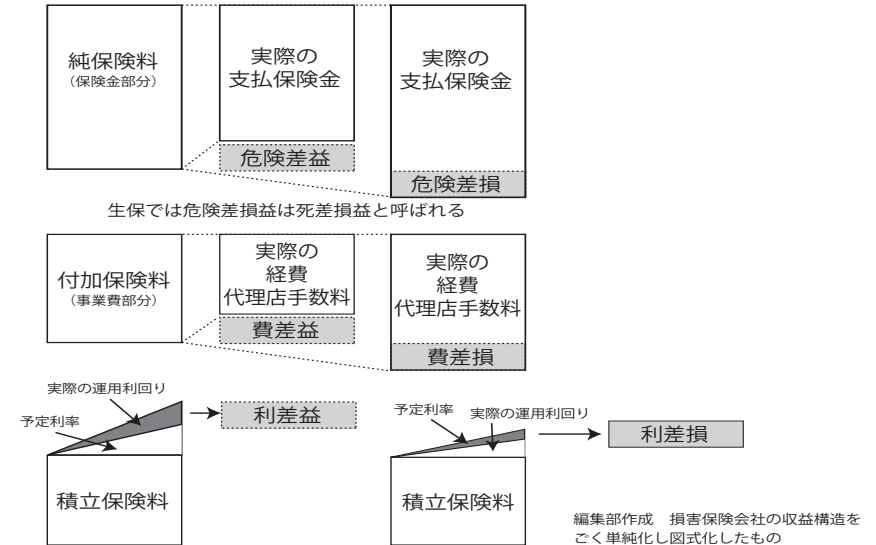 純保険料
（保険金部分）
実際の
支払保険金
実際の
支払保険金
危険差益
危険差損
生保では危険差損益は死差損益と呼ばれる
付加保険料
（事業費部分）
実際の
経費
代理店手数料
実際の
経費
代理店手数料
費差益
費差損
実際の運用利回り
予定利率
利差益
積立保険料
予定利率
実際の運用利回り
利差損
積立保険料
編集部作成　損害保険会社の収益構造を
ごく単純化し図式化したもの